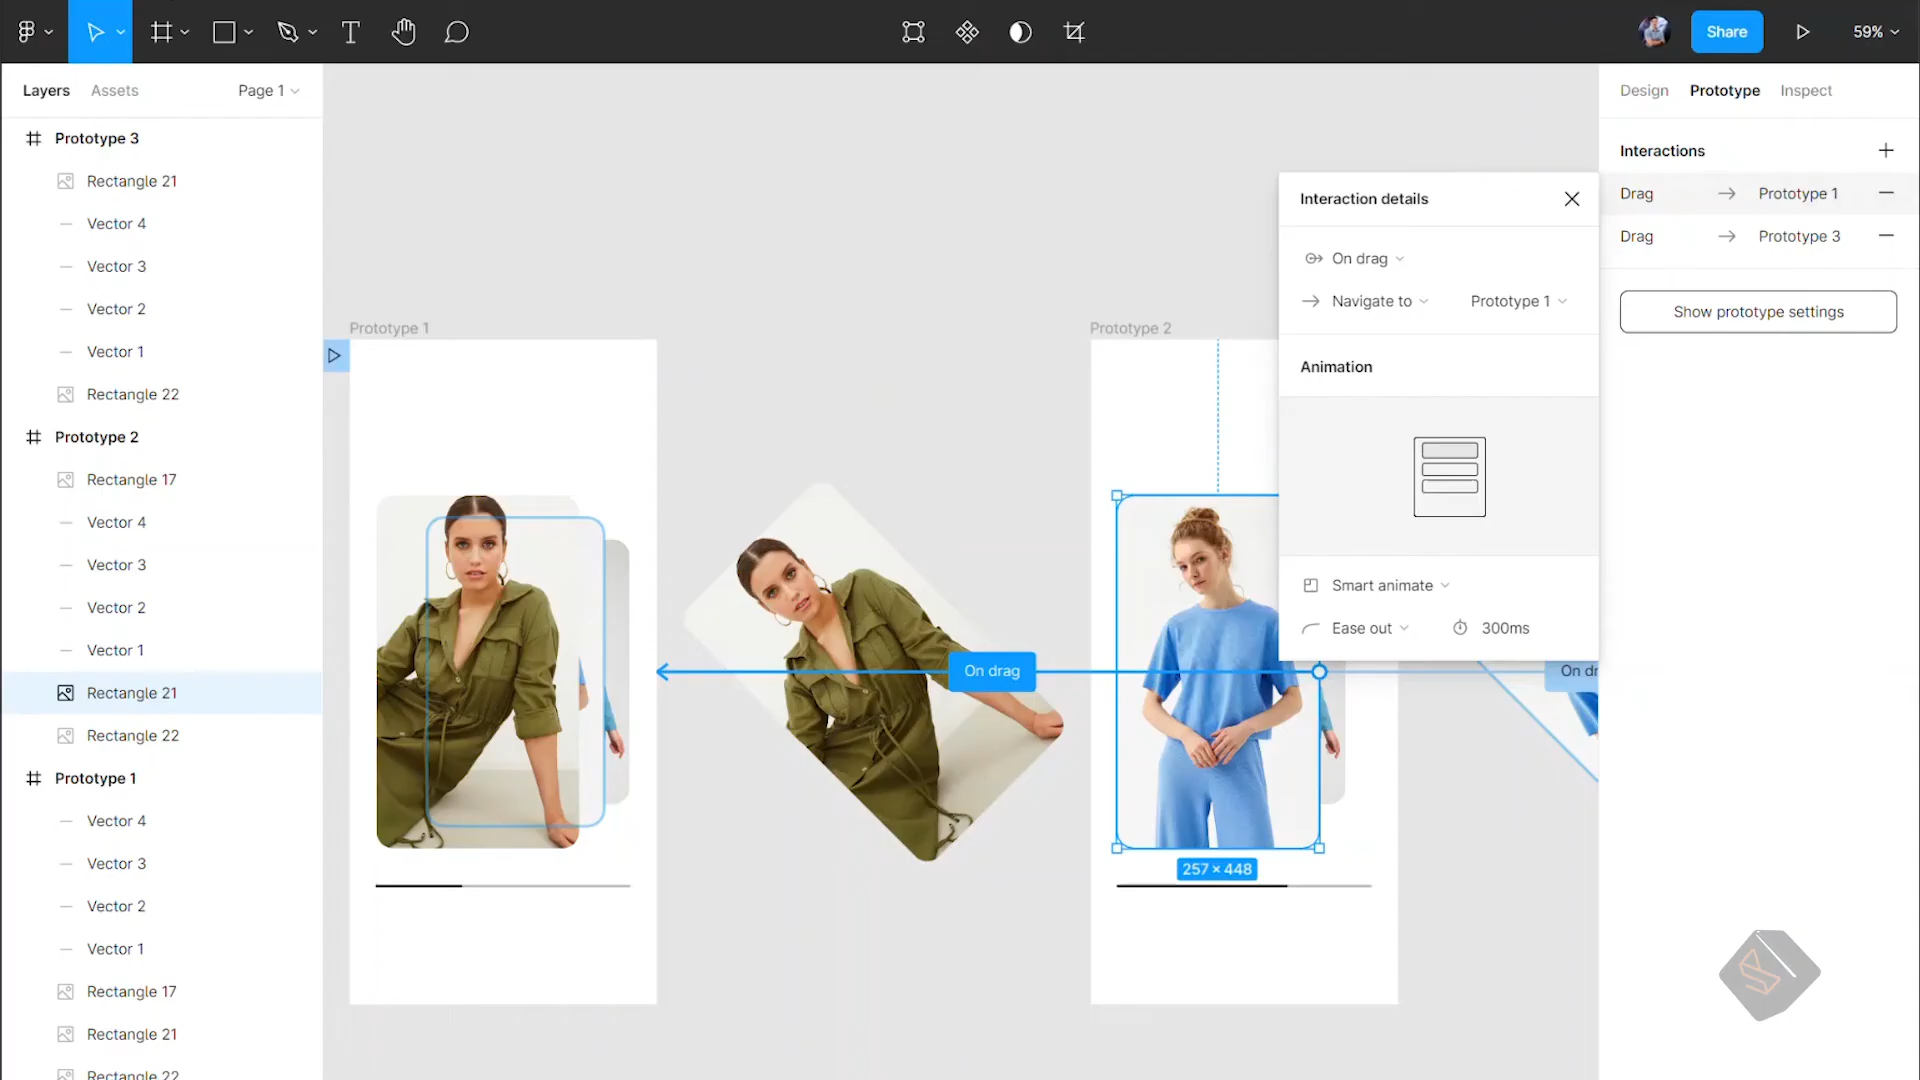 Share
59%
Layers
Assets
Page 1
Prototype 3
Rectangle 21
Vector 4
Vector 3
Vector 2
Vector 1
Rectangle 22
Prototype 2
Rectangle 17
Vector 4
Vector 3
Vector 2
Vector 1
Rectangle 21
Rectangle 22
Prototype 1
Vector 4
Vector 3
Vector 2
Vector 1
Rectangle 17
Rectangle 21
Rectangle 22
Prototype 1
Prototype 2
On drag
257 × 448
On dr
Interaction details
On drag
Navigate to
Prototype 1
Animation
Smart animate
Ease out
300ms
Design
Prototype
Inspect
Interactions
Drag
Prototype 1
Drag
Prototype 3
Show prototype settings